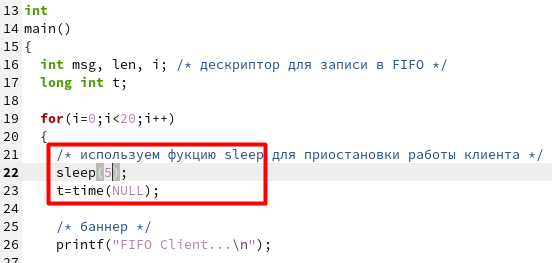 13 int
14 main()
15 {
16 int msg, len, i; /* дескриптор для записи в FIFO */
17 long int t;
18
19 for(i=0;i<20;i++)
20 {
21 /* используем фукцию sleep для приостановки работы клиента */
22 sleep(5);
23 t=time(NULL);
24
25 /* баннер */
26 printf("FIFO Client...\n");
27